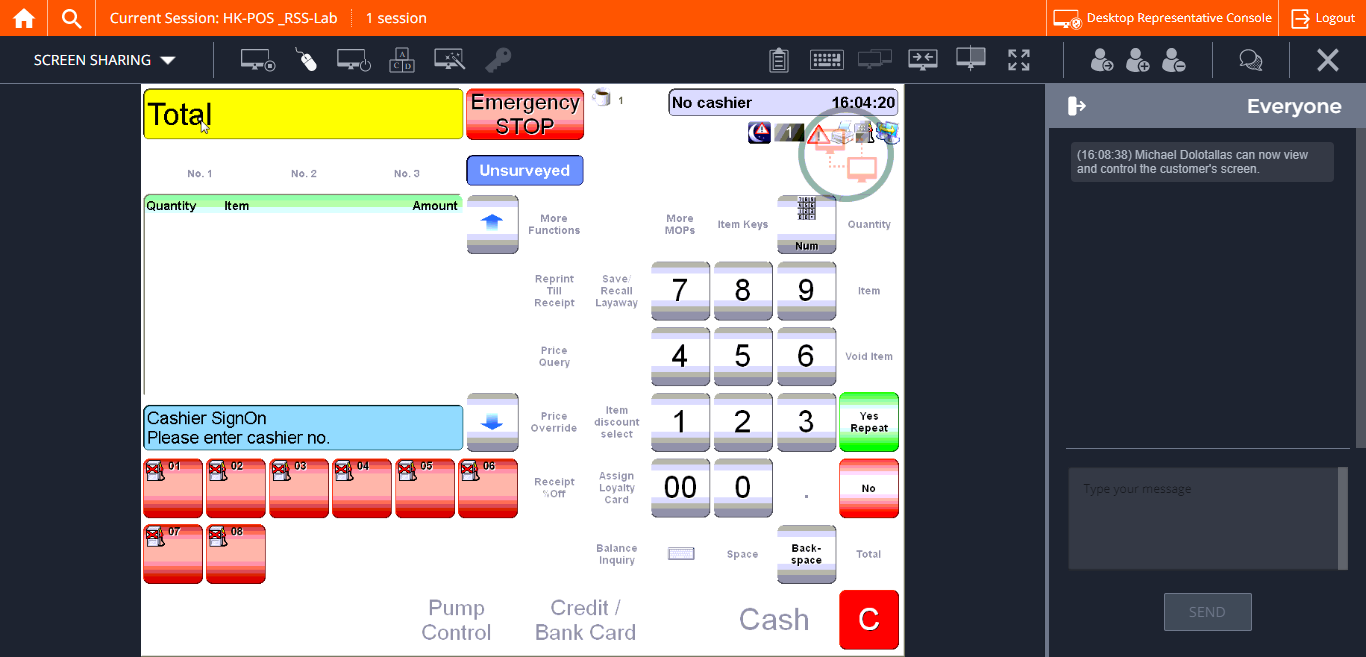 Current Session: HK-POS _RSS-Lab
1 session
Desktop Representative Console
Logout
SCREEN SHARING
A
C D
Total
Emergency
STOP
1
No cashier 16:04:20
1
Unsurveyed
No. 1 No. 2 No. 3
Quantity Item Amount
More
Functions
More
MOPs
Item Keys
Num
Quantity
Reprint
Till
Receipt
Save/
Recall
Layaway
7 8 9
Item
Price
Query
4 5 6
Void Item
Cashier SignOn
Please enter cashier no.
Price
Override
Item
discount
select
1 2 3
Yes
Repeat
01 02 03 04 05 06
Receipt
%Off
Assign
Loyalty
Card
00 0 .
No
07 08
Balance
Inquiry
Space
Back-
space
Total
Pump
Control
Credit /
Bank Card
Cash
C
Everyone
(16:08:38) Michael Dolotallas can now view
and control the customer's screen.
Type your message
SEND